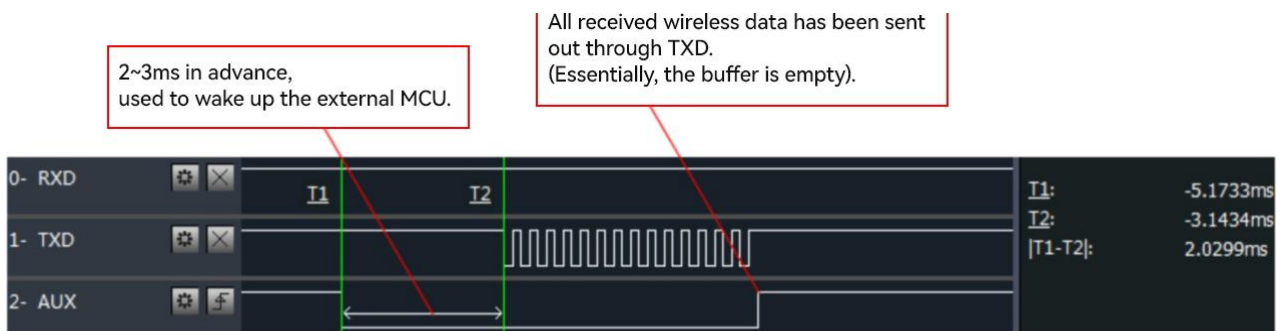 All received wireless data has been sent
out through TXD.
(Essentially, the buffer is empty).
2~3ms in advance,
used to wake up the external MCU.
0- RXD
T1
T2
T1: -5.1733ms
T2: -3.1434ms
|T1-T2|: 2.0299ms
1- TXD
2- AUX